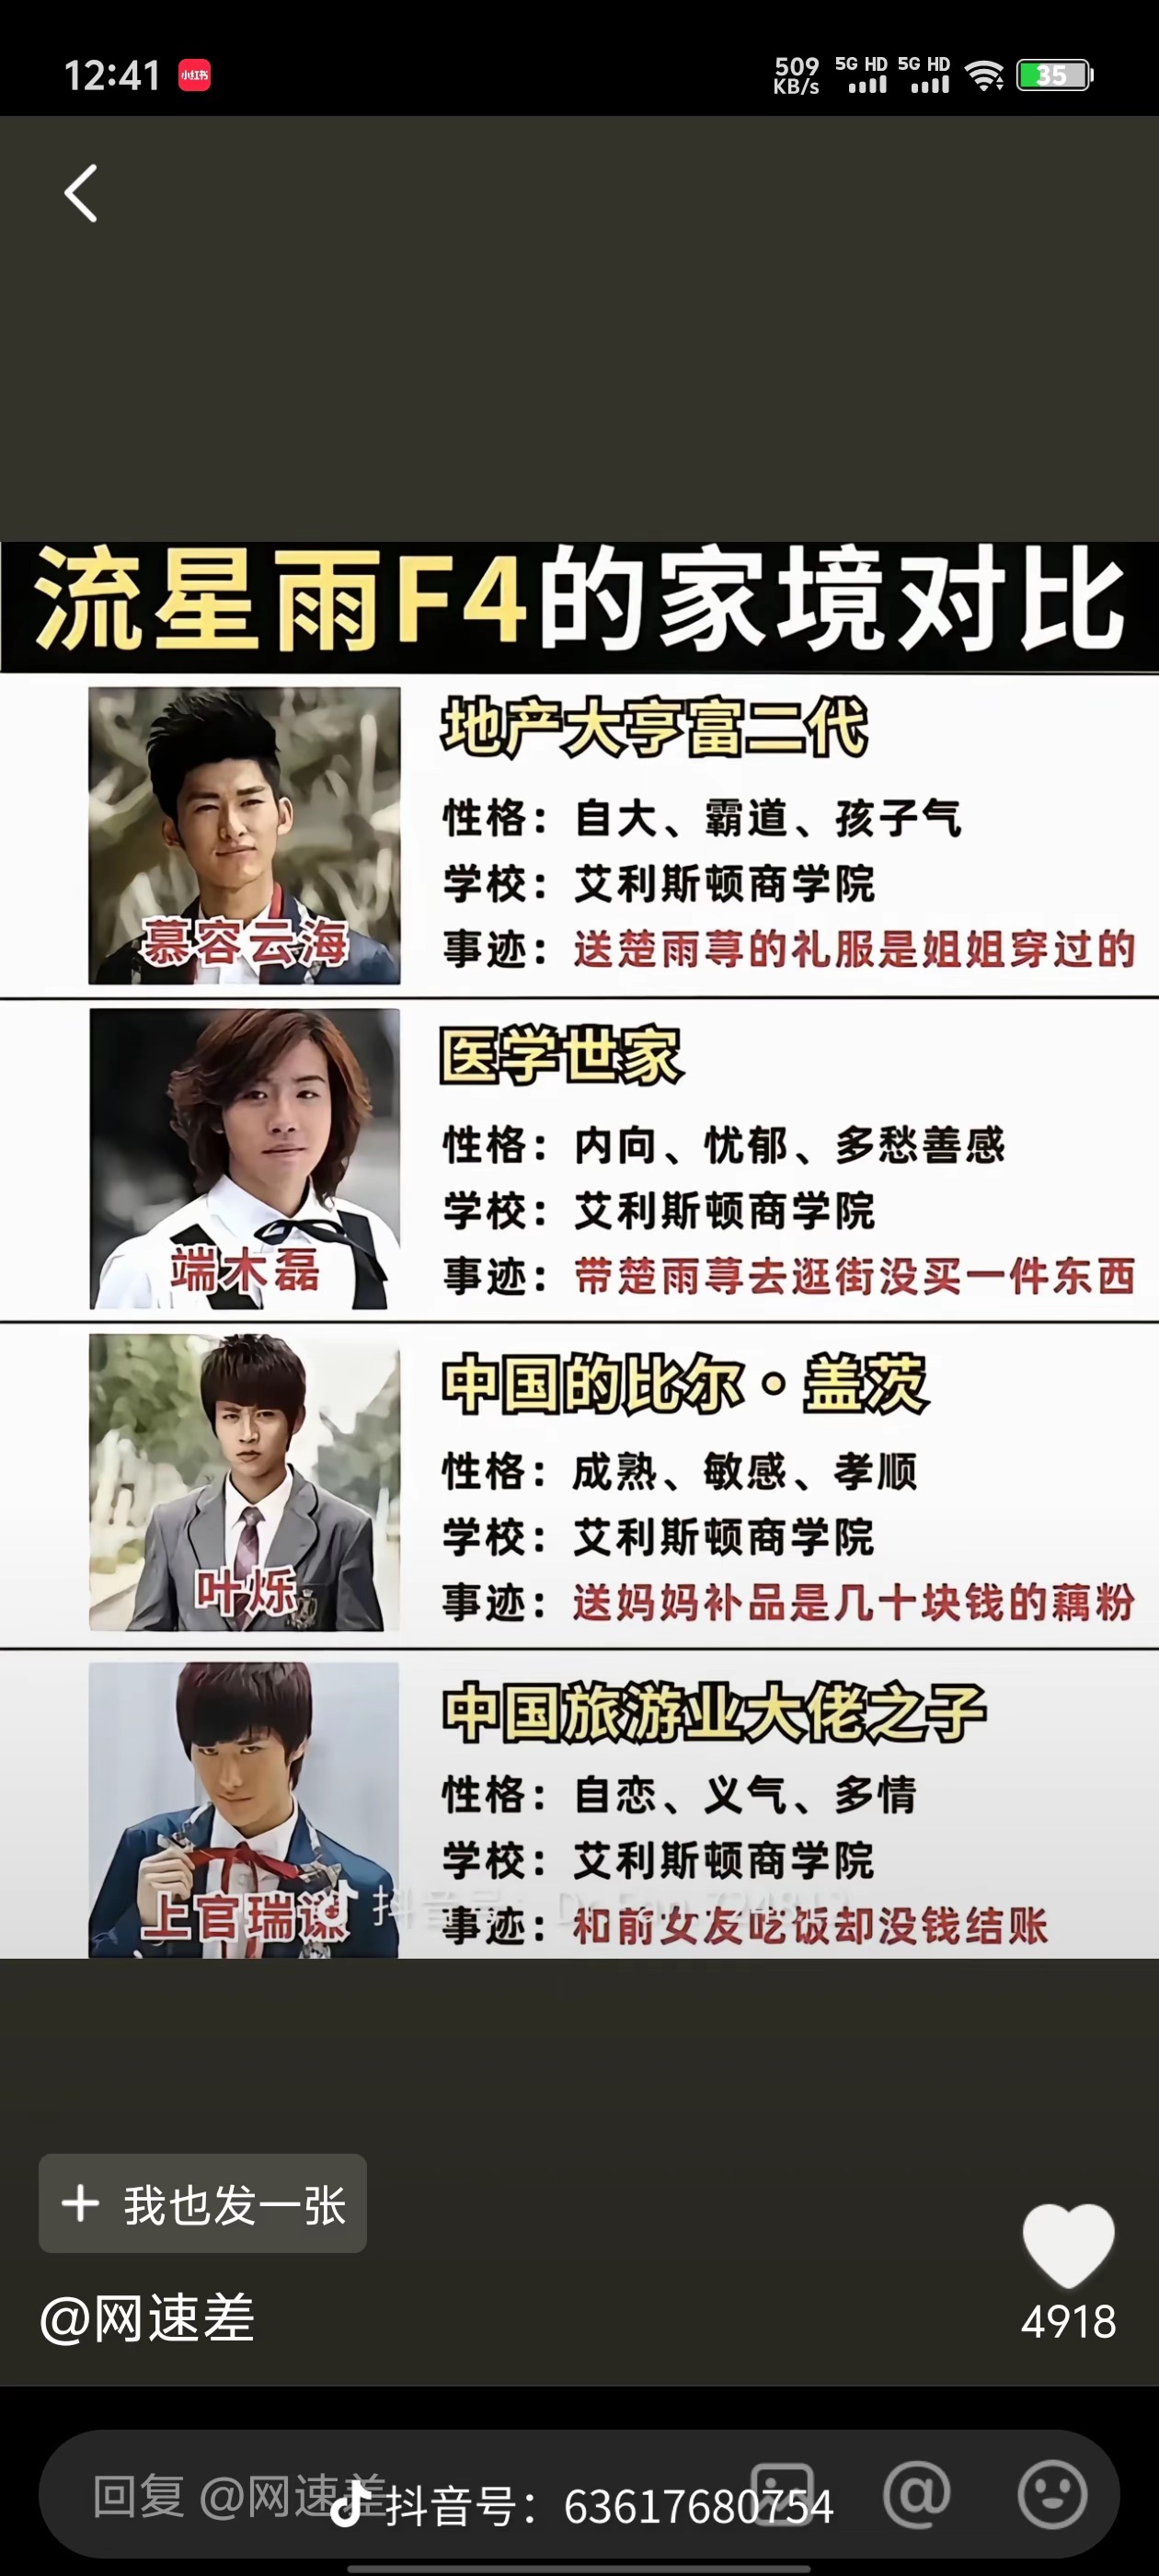 12:41
小红书
509 KB/s
5G HD 5G HD
35
流星雨F4的家境对比
地产大亨富二代
性格：自大、霸道、孩子气
学校：艾利斯顿商学院
事迹：送楚雨荨的礼服是姐姐穿过的
慕容云海
医学世家
性格：内向、忧郁、多愁善感
学校：艾利斯顿商学院
事迹：带楚雨荨去逛街没买一件东西
端木磊
中国的比尔·盖茨
性格：成熟、敏感、孝顺
学校：艾利斯顿商学院
事迹：送妈妈补品是几十块钱的藕粉
叶烁
中国旅游业大佬之子
性格：自恋、义气、多情
学校：艾利斯顿商学院
事迹：和前女友吃饭却没钱结账
上官瑞谦
抖音号：
+ 我也发一张
@网速差
4918
回复 @网速差
抖音号：63617680754